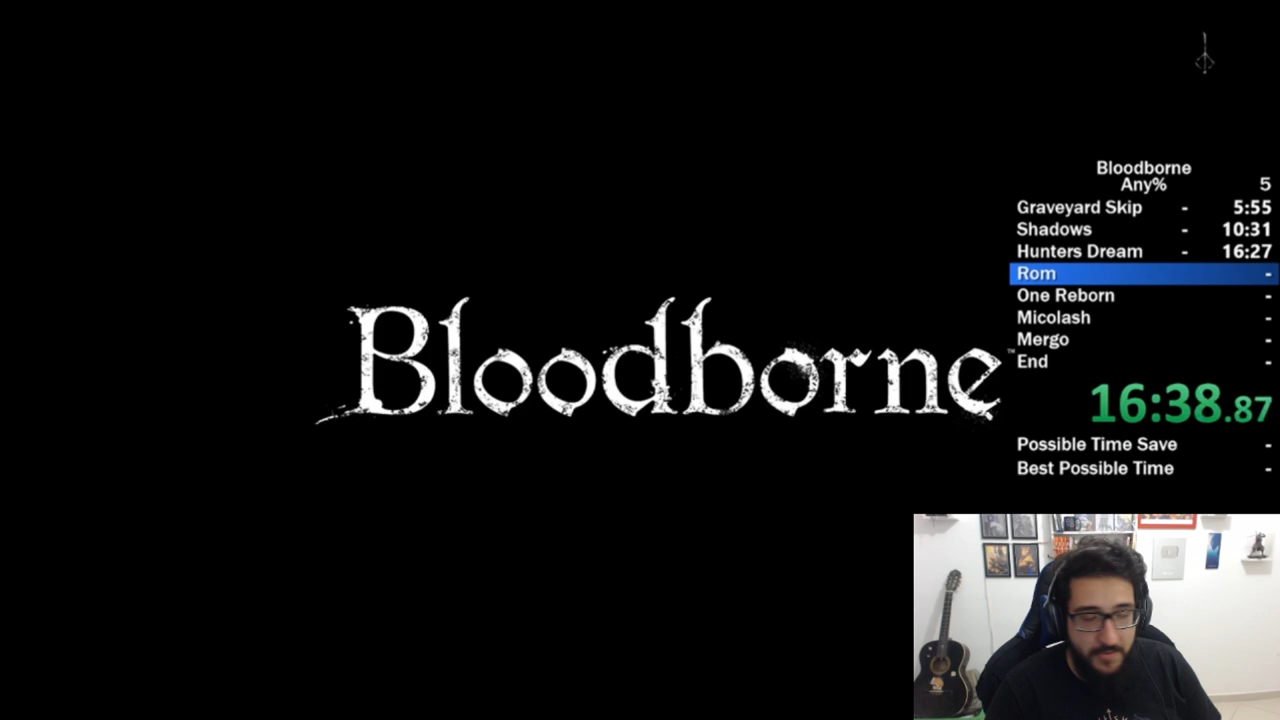 Bloodborne™
Bloodborne
Any% 5
Graveyard Skip - 5:55
Shadows - 10:31
Hunters Dream - 16:27
Rom -
One Reborn -
Micolash -
Mergo -
End -
16:38.87
Possible Time Save -
Best Possible Time -